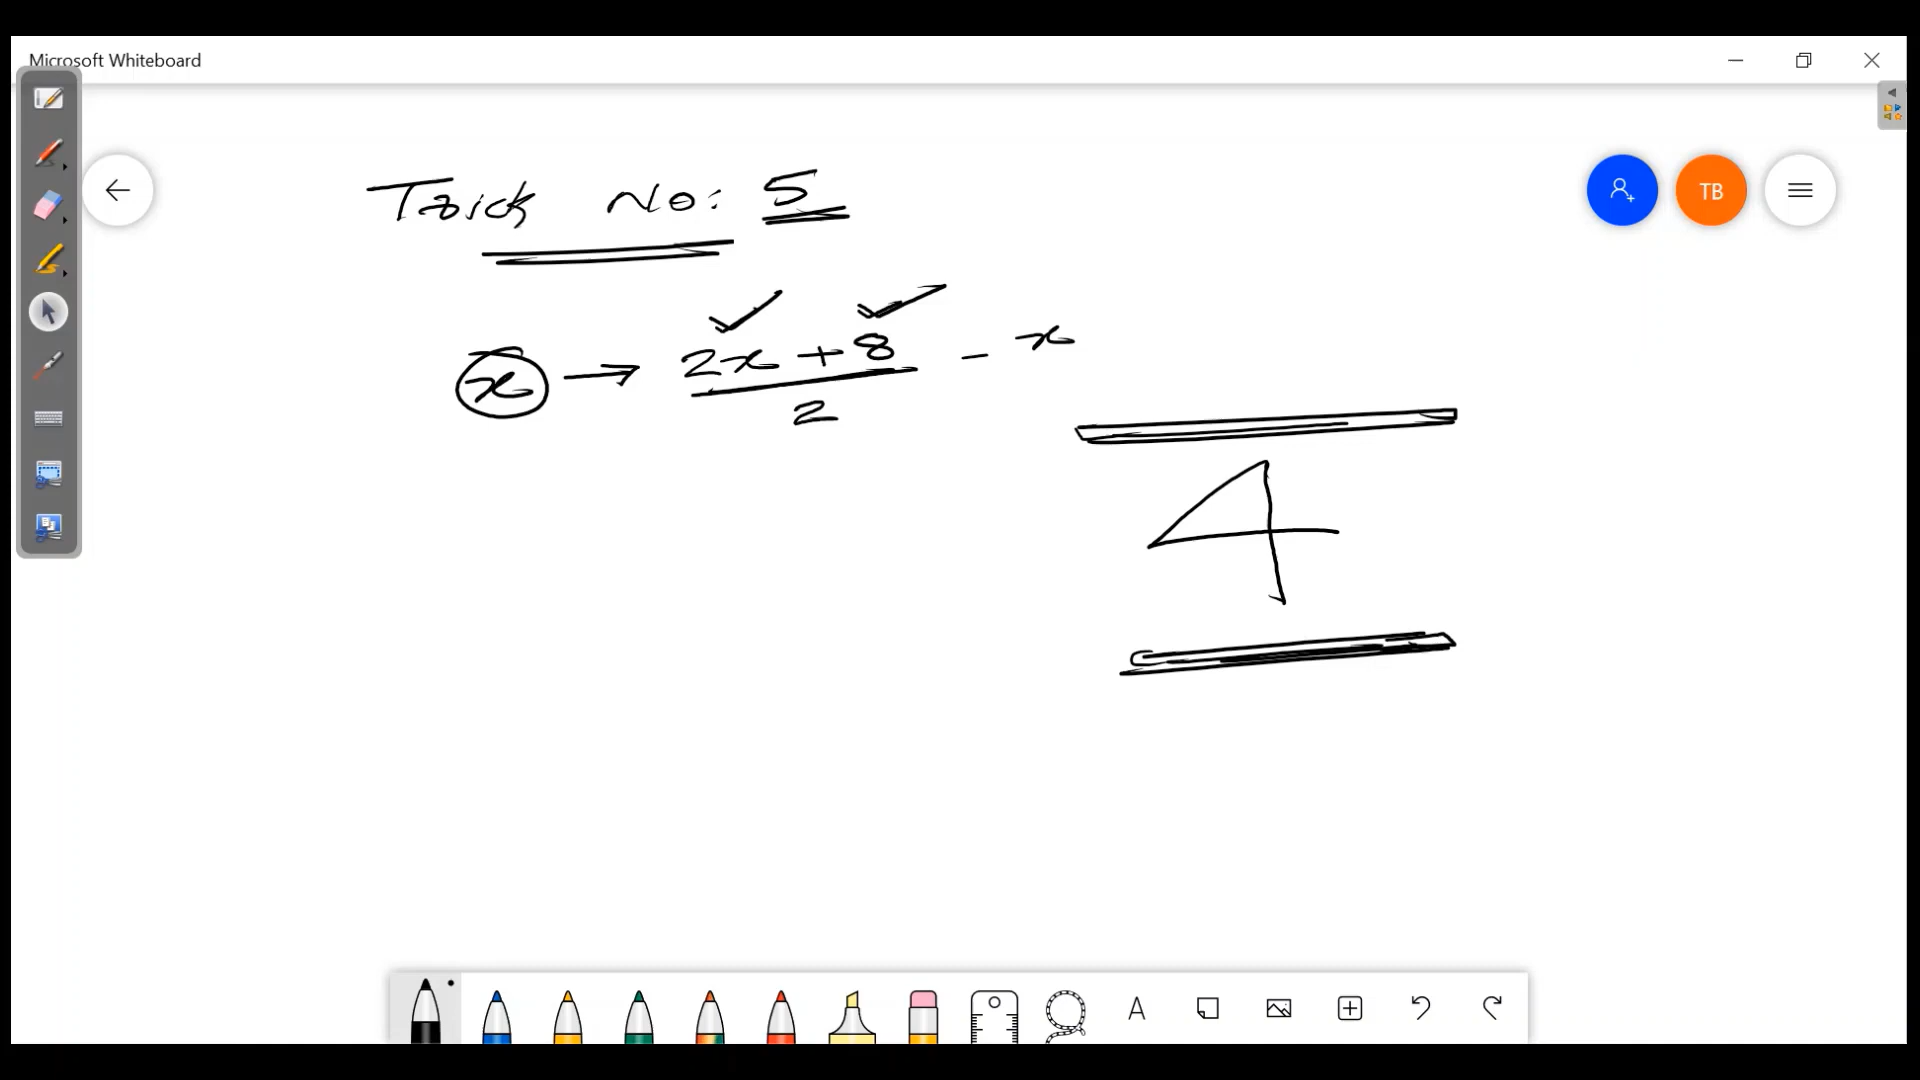 Microsoft Whiteboard
TB
Trick No: 5
x → 2x + 8 - x
2
4
A